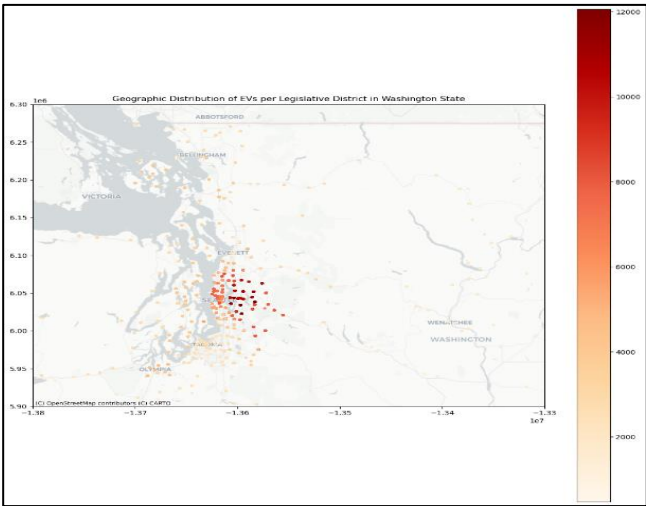 Geographic Distribution of EVs per Legislative District in Washington State
1e6
6.30
6.25
6.20
6.15
6.10
6.05
6.00
5.95
5.90
ABBOTSFORD
BELLINGHAM
VICTORIA
EVERETT
TACOMA
OLYMPIA
WENATCHEE
WASHINGTON
(C) OpenStreetMap contributors (C) CARTO
−1.38 −1.37 −1.36 −1.35 −1.34 −1.33
1e7
12000
10000
8000
6000
4000
2000